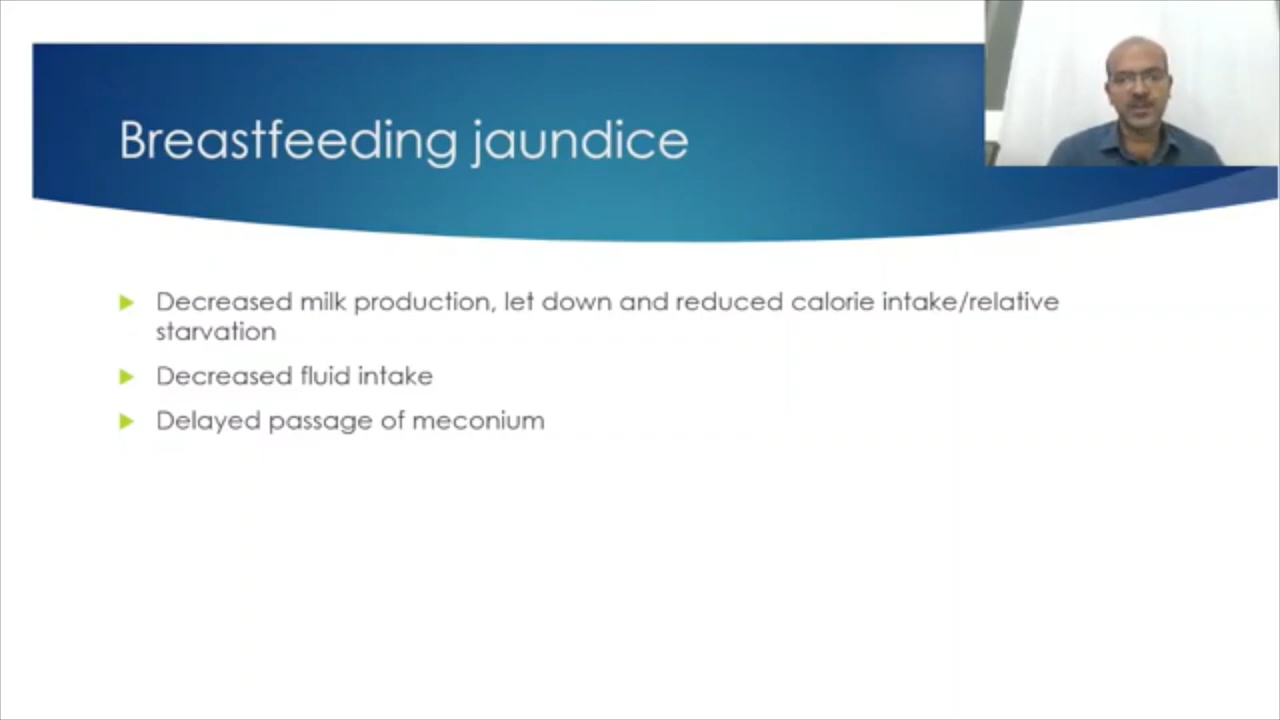 Breastfeeding jaundice
Decreased milk production, let down and reduced calorie intake/relative
starvation
Decreased fluid intake
Delayed passage of meconium